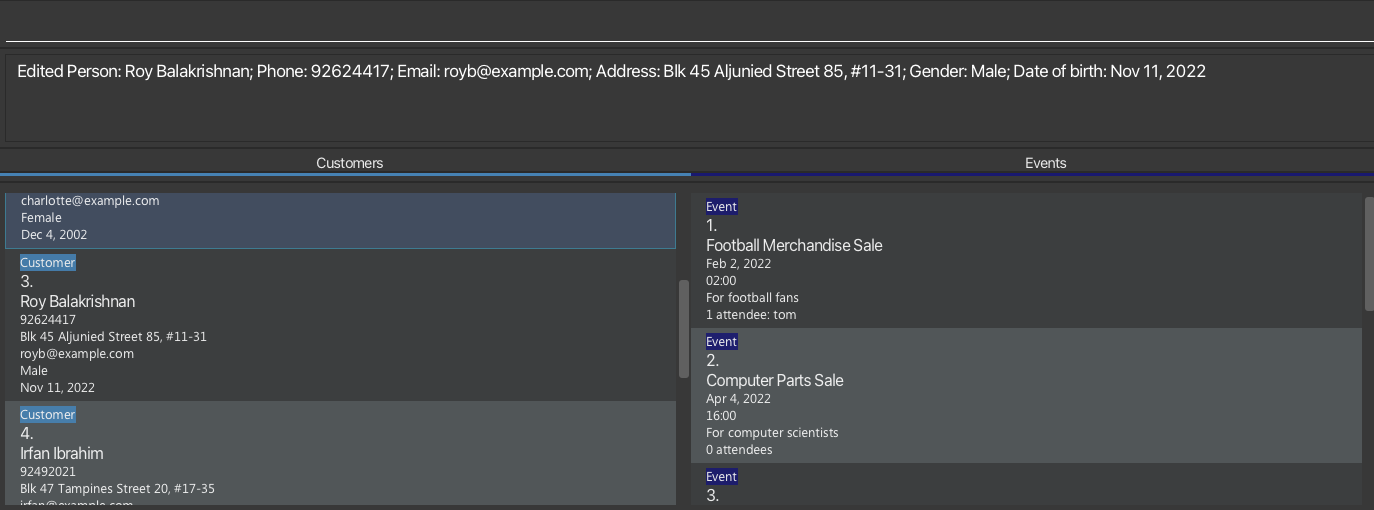 Edited Person: Roy Balakrishnan; Phone: 92624417; Email: royb@example.com; Address: Blk 45 Aljunied Street 85, #11-31; Gender: Male; Date of birth: Nov 11, 2022
Customers
Events
charlotte@example.com
Female
Dec 4, 2002
Customer
3.
Roy Balakrishnan
92624417
Blk 45 Aljunied Street 85, #11-31
royb@example.com
Male
Nov 11, 2022
Customer
4.
Irfan Ibrahim
92492021
Blk 47 Tampines Street 20, #17-35
irfan@example.com
Event
1.
Football Merchandise Sale
Feb 2, 2022
02:00
For football fans
1 attendee: tom
Event
2.
Computer Parts Sale
Apr 4, 2022
16:00
For computer scientists
0 attendees
Event
3.